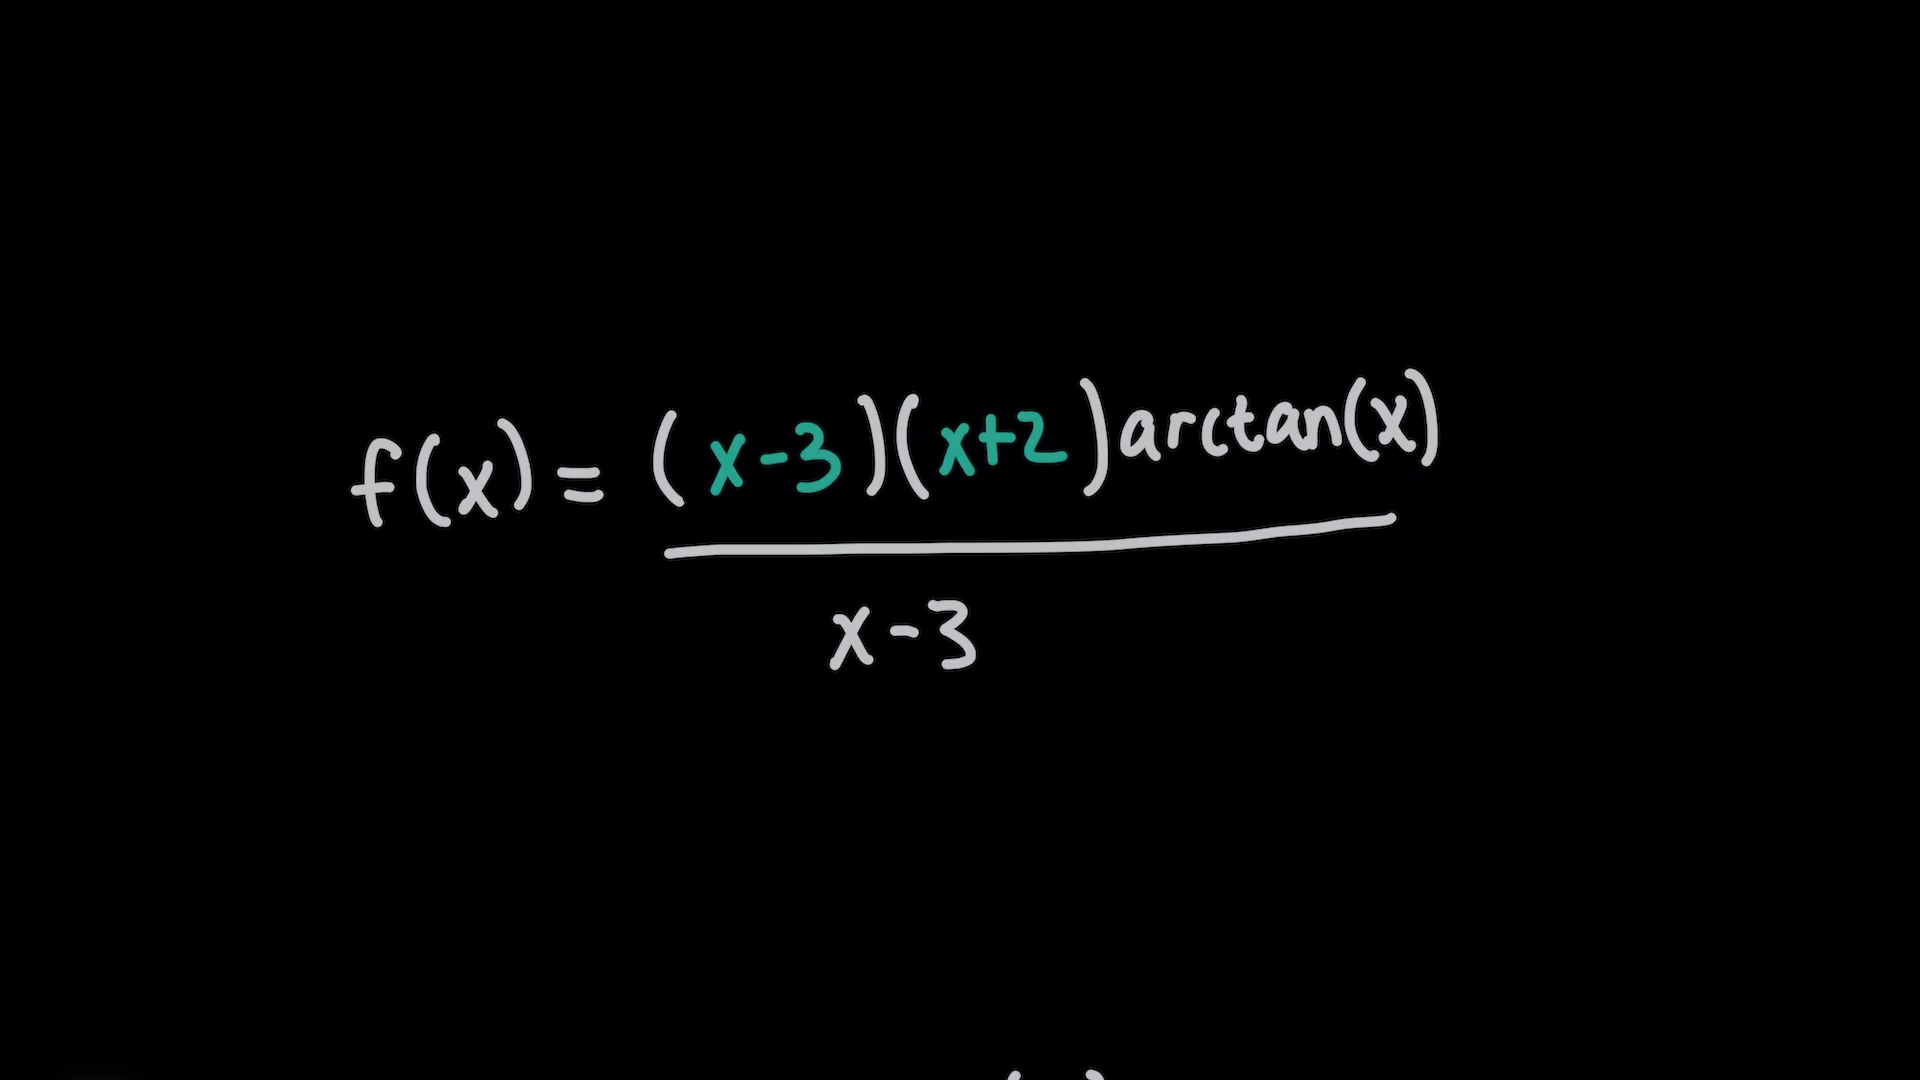 f(x) = (x-3)(x+2)arctan(x)
x-3